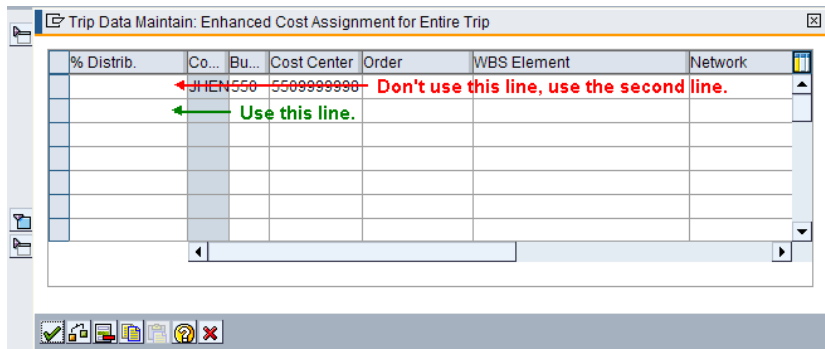 Trip Data Maintain: Enhanced Cost Assignment for Entire Trip
% Distrib. Co... Bu... Cost Center Order WBS Element Network
JHEN 550 5509999998 Don't use this line, use the second line.
Use this line.